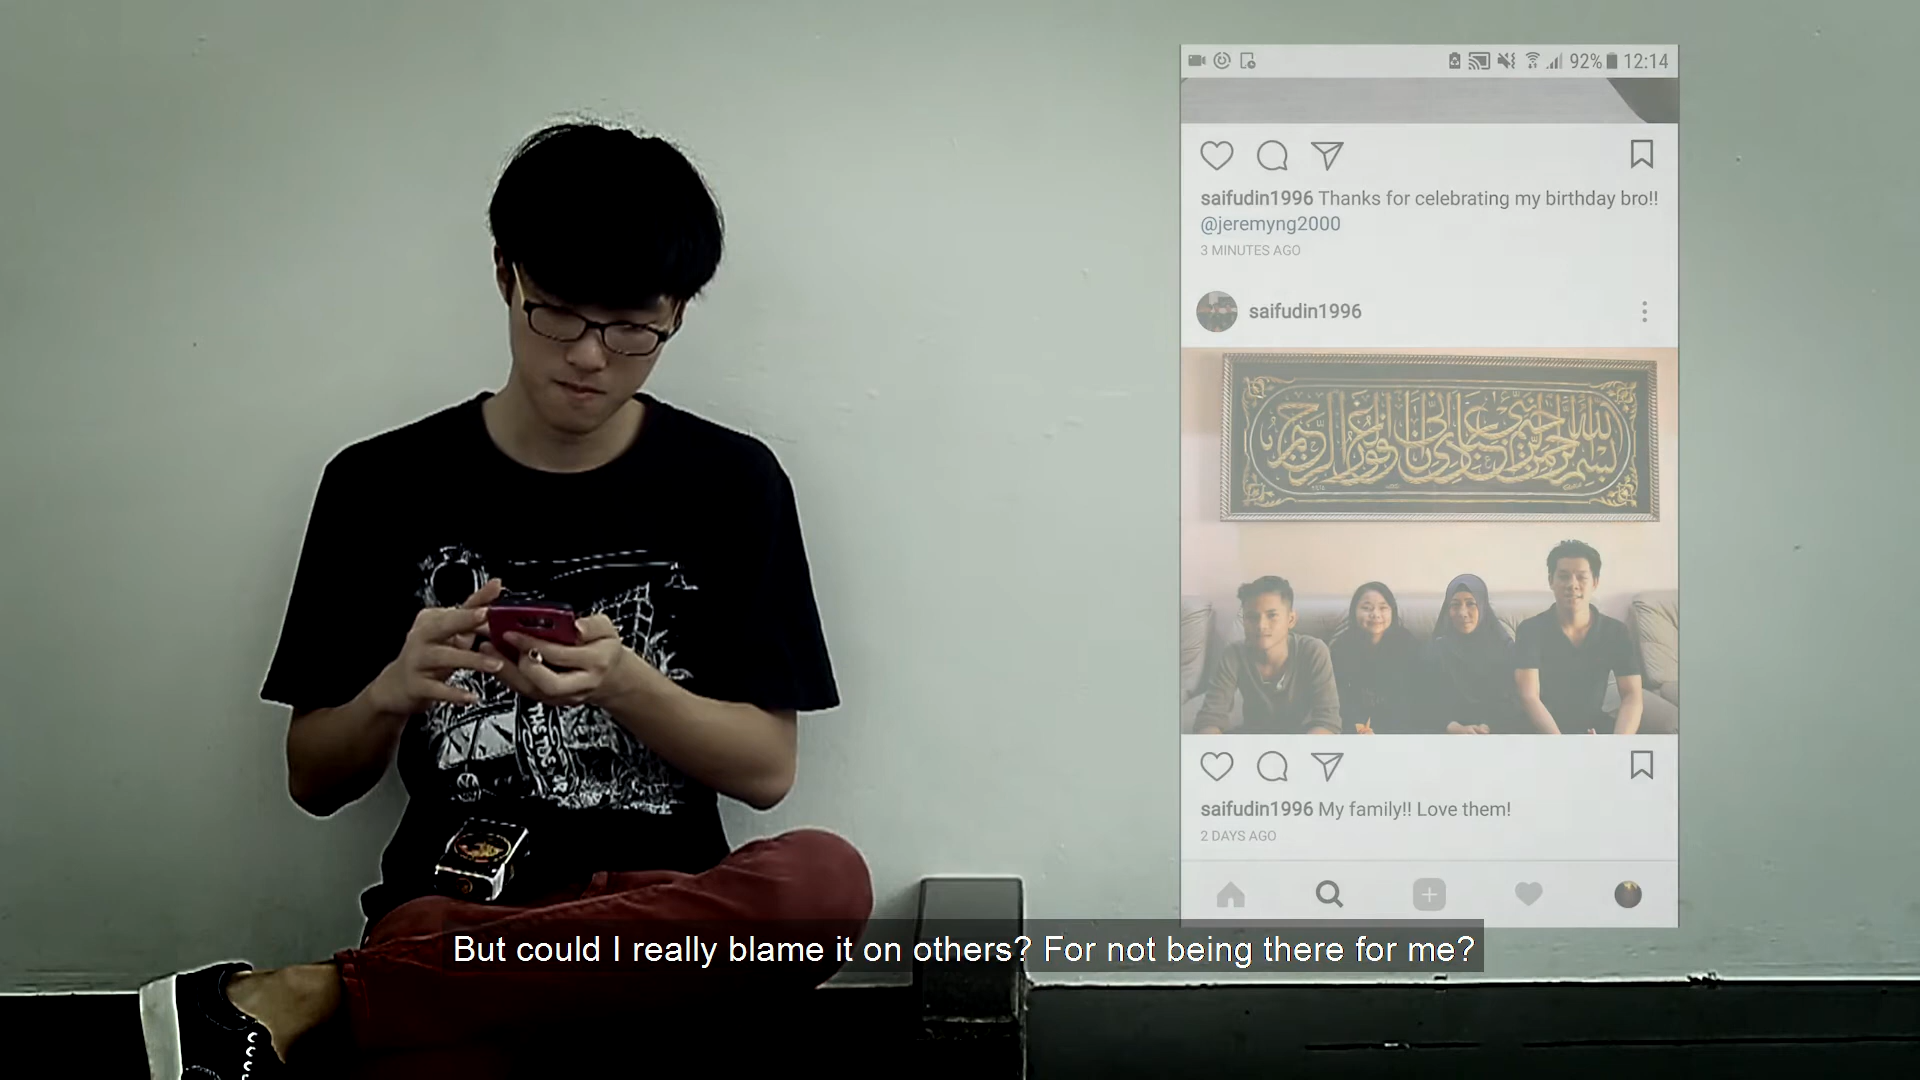 92% 12:14
saifudin1996 Thanks for celebrating my birthday bro!!
@jeremyng2000
3 MINUTES AGO
saifudin1996
saifudin1996 My family!! Love them!
2 DAYS AGO
But could I really blame it on others? For not being there for me?